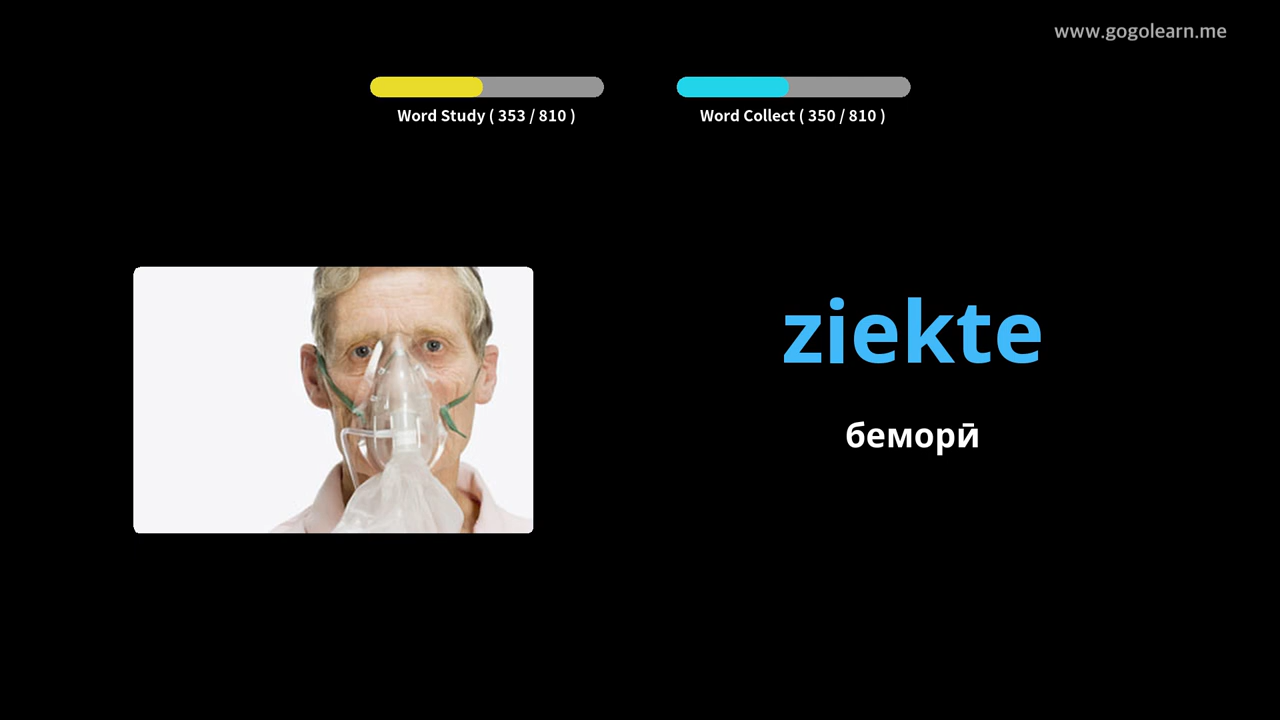 www.gogolearn.me
Word Study ( 353 / 810 )
Word Collect ( 350 / 810 )
ziekte
беморӣ